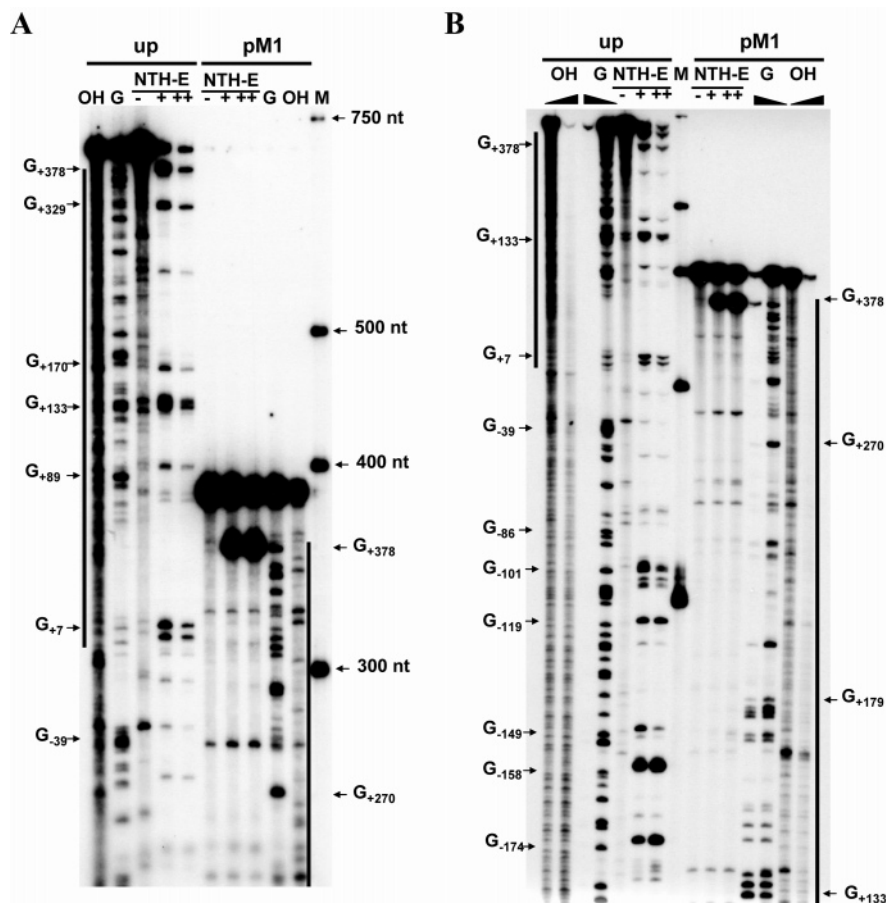 A
up pM1
NTH-E NTH-E
OH G - + ++ - + ++ G OH M
750 nt
G+378
G+329
500 nt
G+170
G+133
400 nt
G+89
G+378
G+7
300 nt
G-39
G+270
B
up pM1
OH G NTH-E M NTH-E G OH
- + ++ - + ++
G+378
G+133
G+378
G+7
G-39
G+270
G-86
G-101
G-119
G+179
G-149
G-158
G-174
G+133